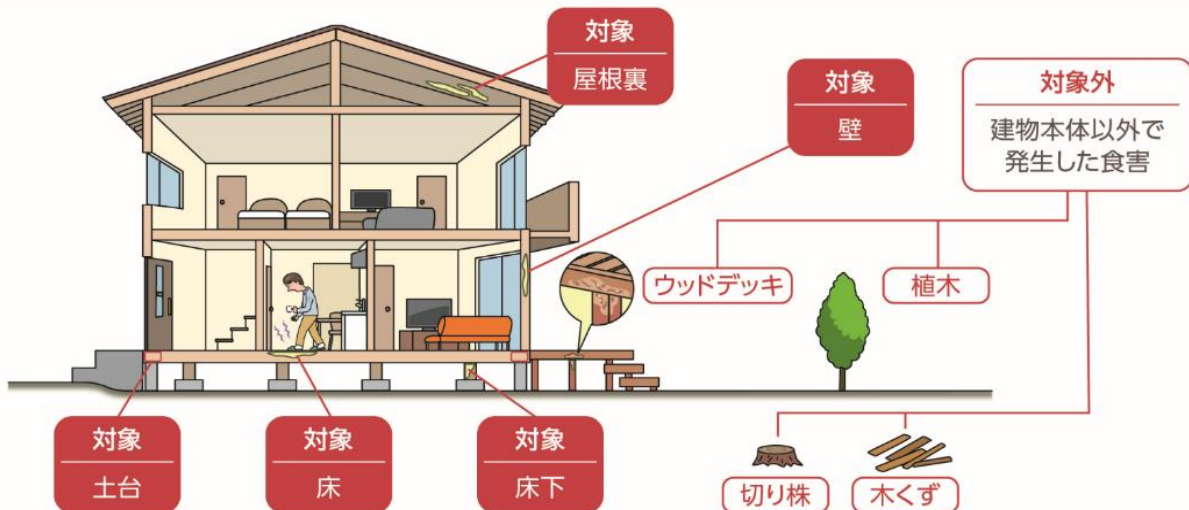 対象
屋根裏
対象
壁
対象外
建物本体以外で
発生した食害
ウッドデッキ
植木
対象
土台
対象
床
対象
床下
切り株
木くず